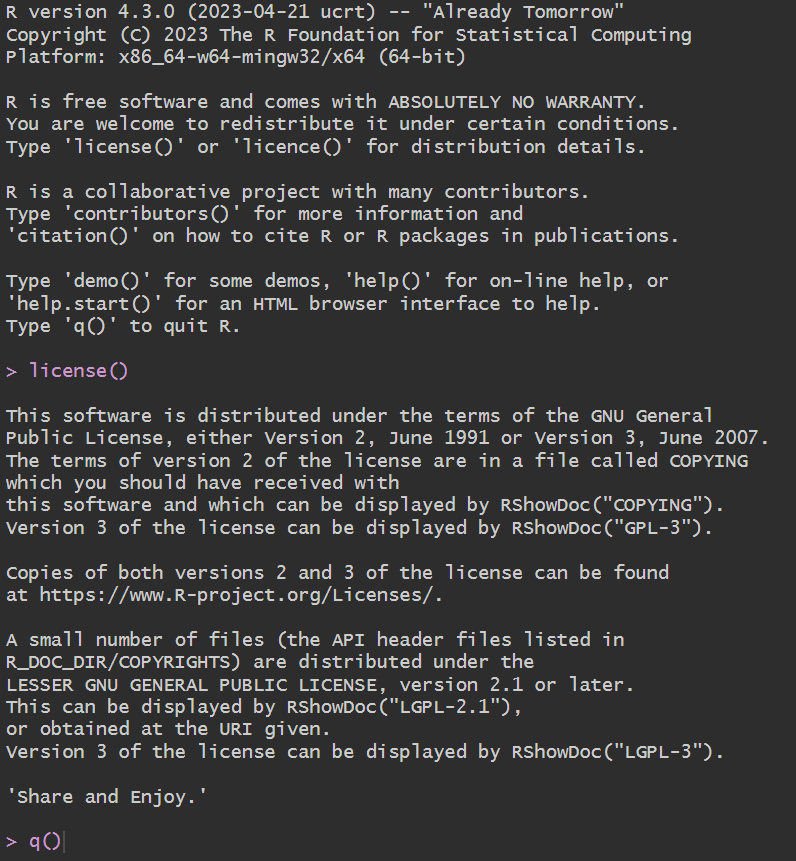 R version 4.3.0 (2023-04-21 ucrt) -- "Already Tomorrow"
Copyright (C) 2023 The R Foundation for Statistical Computing
Platform: x86_64-w64-mingw32/x64 (64-bit)

R is free software and comes with ABSOLUTELY NO WARRANTY.
You are welcome to redistribute it under certain conditions.
Type 'license()' or 'licence()' for distribution details.

R is a collaborative project with many contributors.
Type 'contributors()' for more information and
'citation()' on how to cite R or R packages in publications.

Type 'demo()' for some demos, 'help()' for on-line help, or
'help.start()' for an HTML browser interface to help.
Type 'q()' to quit R.

> license()

This software is distributed under the terms of the GNU General
Public License, either Version 2, June 1991 or Version 3, June 2007.
The terms of version 2 of the license are in a file called COPYING
which you should have received with
this software and which can be displayed by RShowDoc("COPYING").
Version 3 of the license can be displayed by RShowDoc("GPL-3").

Copies of both versions 2 and 3 of the license can be found
at https://www.R-project.org/Licenses/.

A small number of files (the API header files listed in
R_DOC_DIR/COPYRIGHTS) are distributed under the
LESSER GNU GENERAL PUBLIC LICENSE, version 2.1 or later.
This can be displayed by RShowDoc("LGPL-2.1"),
or obtained at the URI given.
Version 3 of the license can be displayed by RShowDoc("LGPL-3").

'Share and Enjoy.'

> q()